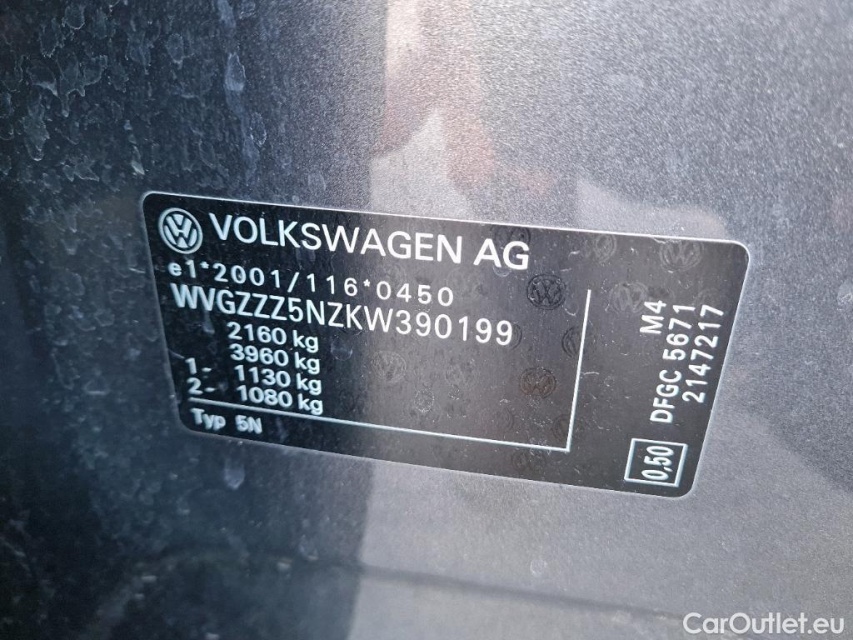 VOLKSWAGEN AG
e1*2001/116*0450
WVGZZZ5NZKW390199
2160 kg
3960 kg
1- 1130 kg
2- 1080 kg
Typ 5N
M4
DFGC 5671
2147217
0,50
CarOutlet.eu